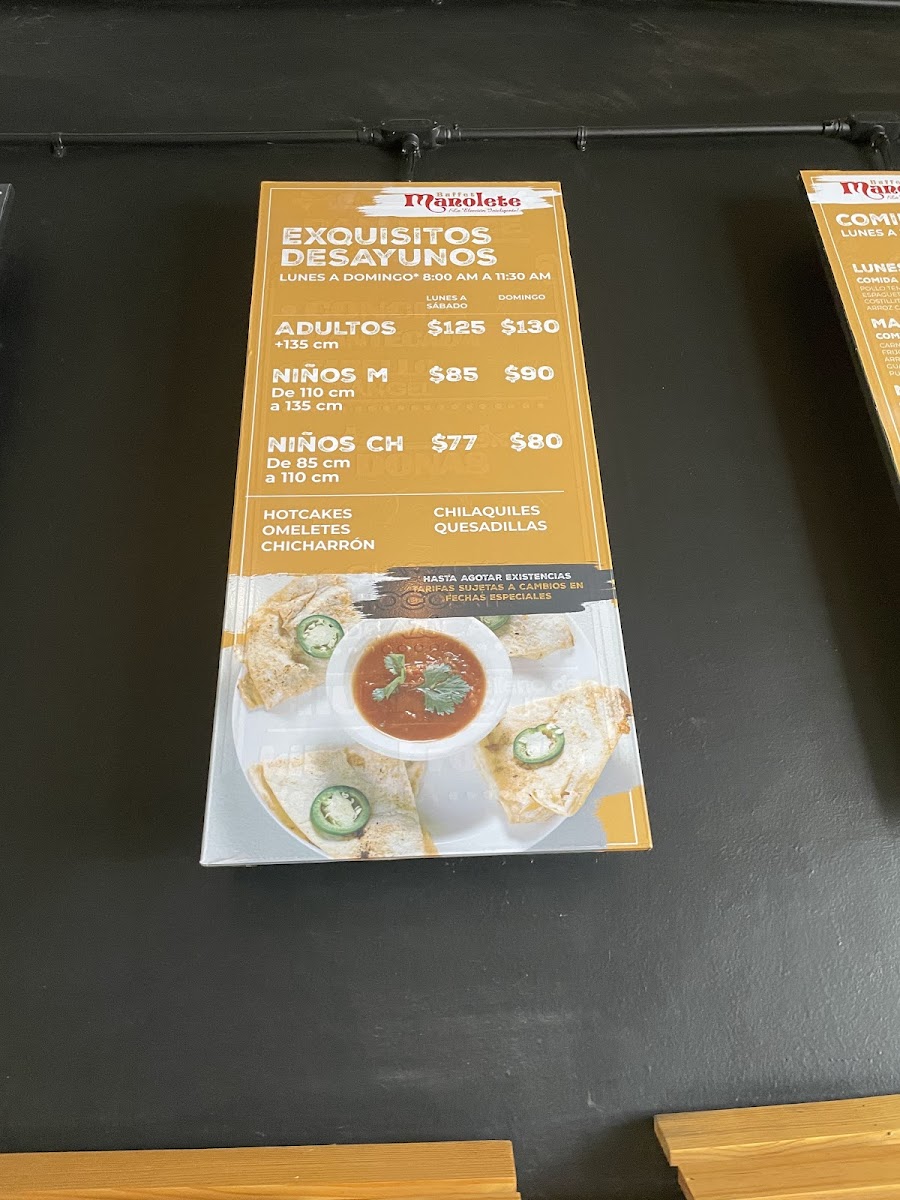 Buffet
Manolete
EXQUISITOS
DESAYUNOS
LUNES A DOMINGO* 8:00 AM A 11:30 AM
LUNES A
SÁBADO
DOMINGO
ADULTOS $125 $130
+135 cm
NIÑOS M $85 $90
De 110 cm
a 135 cm
NIÑOS CH $77 $80
De 85 cm
a 110 cm
HOTCAKES
OMELETES
CHICHARRÓN
CHILAQUILES
QUESADILLAS
HASTA AGOTAR EXISTENCIAS
*TARIFAS SUJETAS A CAMBIOS EN
FECHAS ESPECIALES
LUNES A
COMIDA